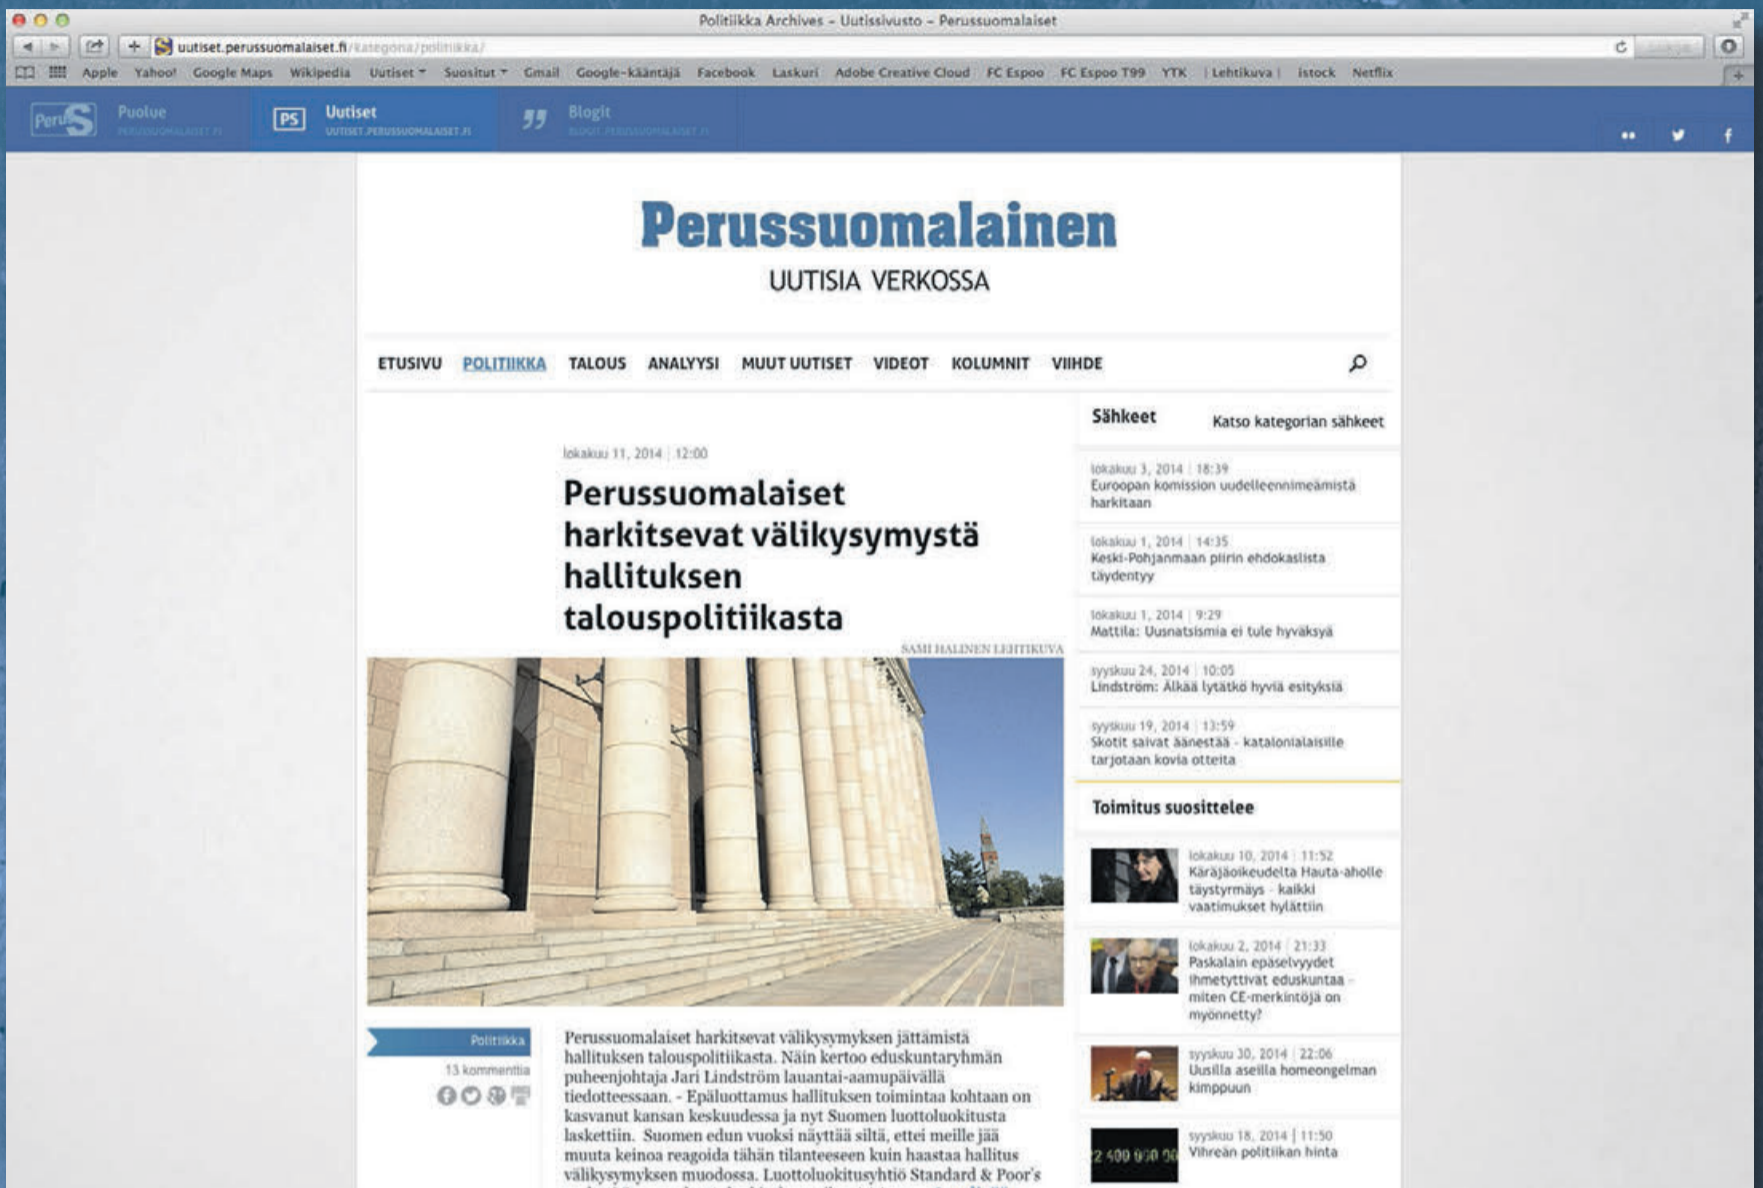 Politiikka Archives – Uutissivusto – Perussuomalaiset
uutiset.perussuomalaiset.fi/kategoria/politiikka/
Apple Yahoo! Google Maps Wikipedia Uutiset Suositut Gmail Google-kääntäjä Facebook Laskuri Adobe Creative Cloud FC Espoo FC Espoo T99 YTK | Lehtikuva | istock Netflix
PeruS
Puolue
PERUSSUOMALAISET.FI
PS
Uutiset
UUTISET.PERUSSUOMALAISET.FI
Blogit
BLOGIT.PERUSSUOMALAISET.FI
Perussuomalainen
UUTISIA VERKOSSA
ETUSIVU POLITIIKKA TALOUS ANALYYSI MUUT UUTISET VIDEOT KOLUMNIT VIIHDE
lokakuu 11, 2014 | 12:00
Perussuomalaiset
harkitsevat välikysymystä
hallituksen
talouspolitiikasta
SAMI HALINEN LEHTIKUVA
Politiikka
13 kommenttia
Perussuomalaiset harkitsevat välikysymyksen jättämistä
hallituksen talouspolitiikasta. Näin kertoo eduskuntaryhmän
puheenjohtaja Jari Lindström lauantai-aamupäivällä
tiedotteessaan. - Epäluottamus hallituksen toimintaa kohtaan on
kasvanut kansan keskuudessa ja nyt Suomen luottoluokitusta
laskettiin. Suomen edun vuoksi näyttää siltä, ettei meille jää
muuta keinoa reagoida tähän tilanteeseen kuin haastaa hallitus
välikysymyksen muodossa. Luottoluokitusyhtiö Standard & Poor's
Sähkeet
Katso kategorian sähkeet
lokakuu 3, 2014 | 18:39
Euroopan komission uudelleennimeämistä
harkitaan
lokakuu 1, 2014 | 14:35
Keski-Pohjanmaan piirin ehdokaslista
täydentyy
lokakuu 1, 2014 | 9:29
Mattila: Uusnatsismia ei tule hyväksyä
syyskuu 24, 2014 | 10:05
Lindström: Älkää lytätkö hyviä esityksiä
syyskuu 19, 2014 | 13:59
Skotit saivat äänestää - katalonialaisille
tarjotaan kovia otteita
Toimitus suosittelee
lokakuu 10, 2014 | 11:52
Käräjäoikeudelta Hauta-aholle
täystyrmäys - kaikki
vaatimukset hylättiin
lokakuu 2, 2014 | 21:33
Paskalain epäselvyydet
ihmetyttivät eduskuntaa -
miten CE-merkintöjä on
myönnetty?
syyskuu 30, 2014 | 22:06
Uusilla aseilla homeongelman
kimppuun
syyskuu 18, 2014 | 11:50
Vihreän politiikan hinta